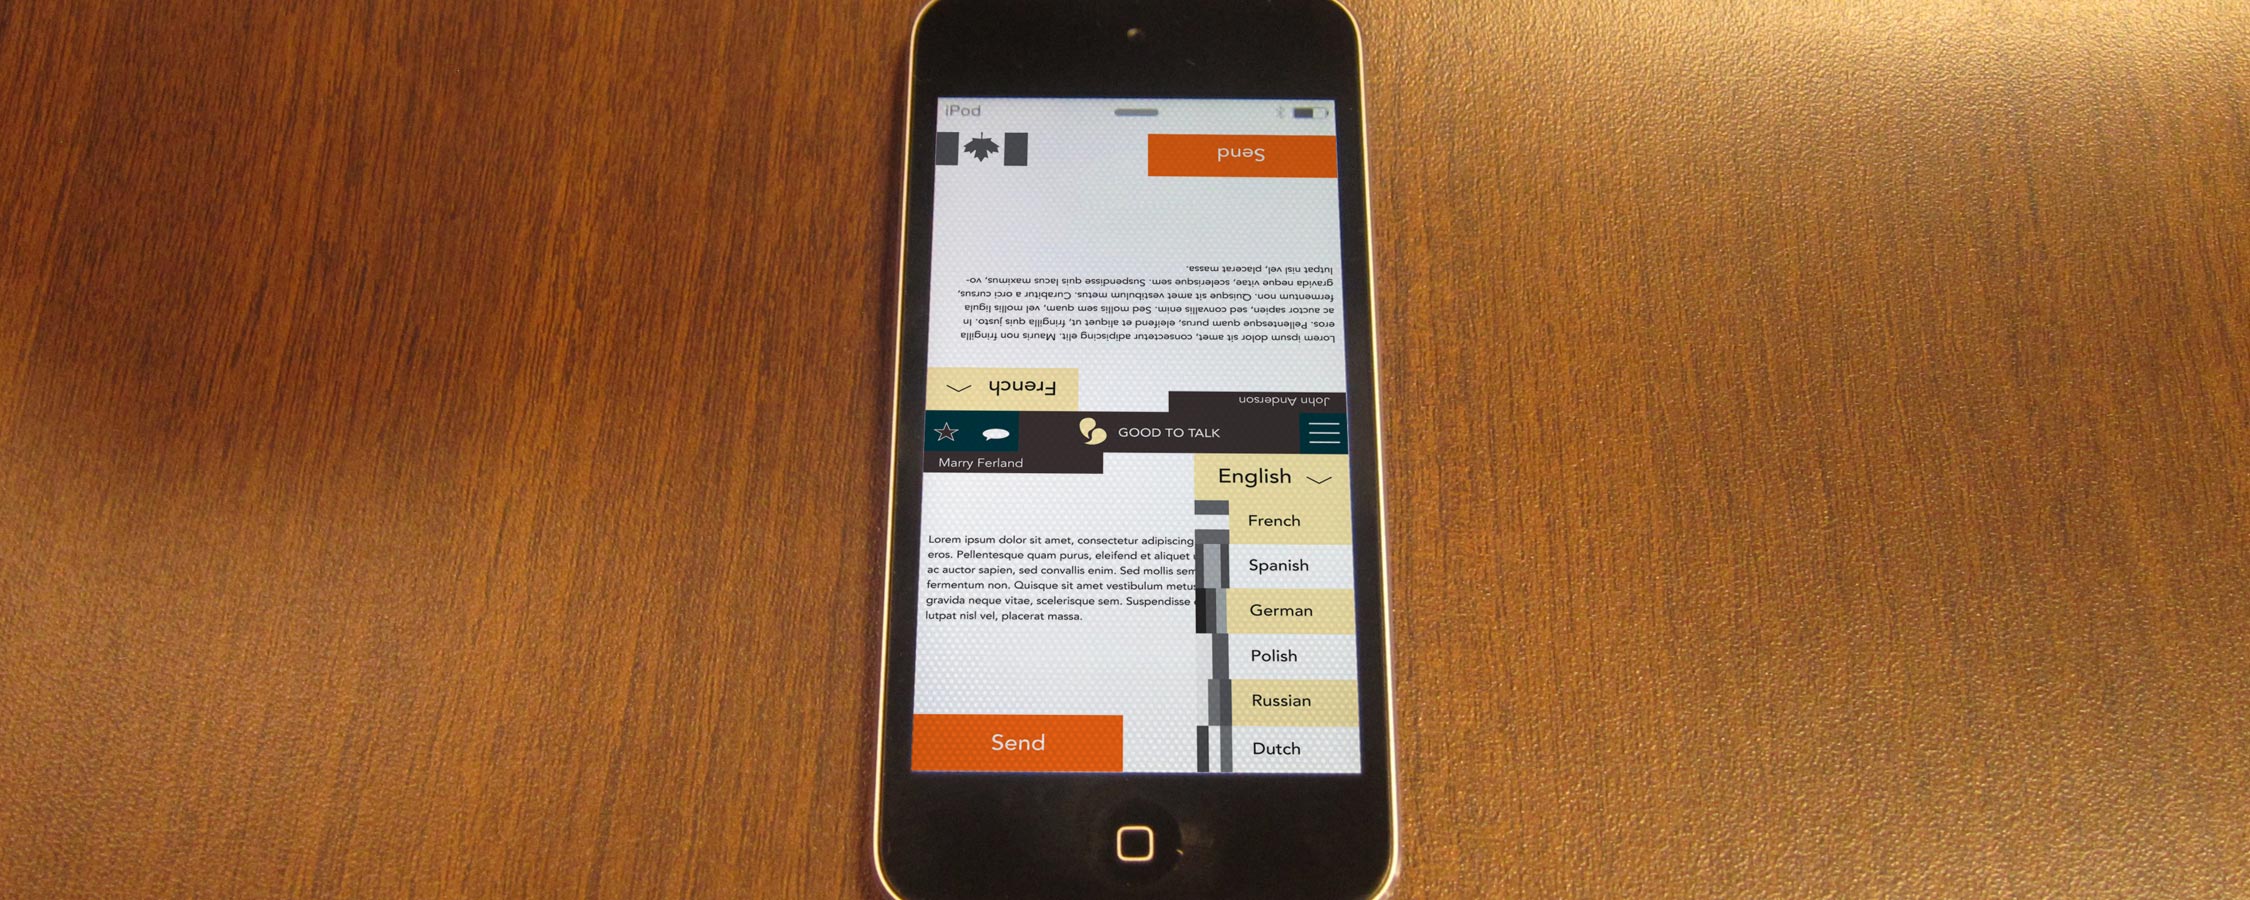 iPod
Send
lutpat nisl vel, placerat massa.
gravida neque vitae, scelerisque sem. Suspendisse quis lacus maximus, vo-
fermentum non. Quisque sit amet vestibulum metus. Curabitur a orci cursus,
ac auctor sapien, sed convallis enim. Sed mollis sem quam, vel mollis ligula
eros. Pellentesque quam purus, eleifend et aliquet ut, fringilla quis justo. In
Lorem ipsum dolor sit amet, consectetur adipiscing elit. Mauris non fringilla
French
John Anderson
GOOD TO TALK
Marry Ferland
English
French
Spanish
German
Polish
Russian
Dutch
Lorem ipsum dolor sit amet, consectetur adipiscing
eros. Pellentesque quam purus, eleifend et aliquet
ac auctor sapien, sed convallis enim. Sed mollis sem
fermentum non. Quisque sit amet vestibulum metus
gravida neque vitae, scelerisque sem. Suspendisse
lutpat nisl vel, placerat massa.
Send